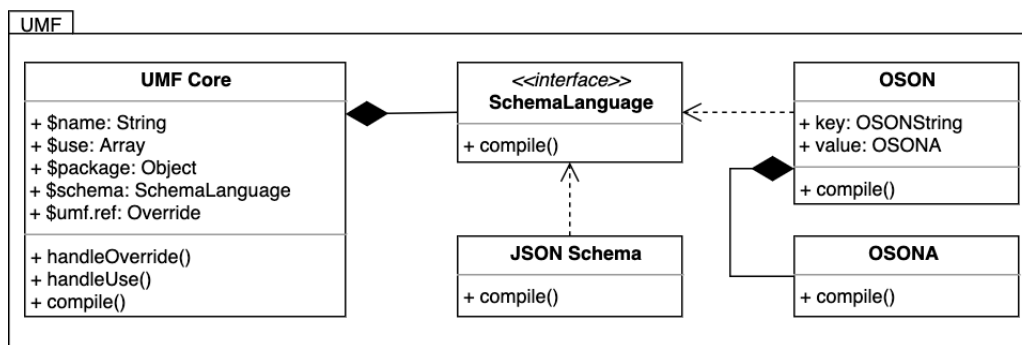 UMF
UMF Core
+ $name: String
+ $use: Array
+ $package: Object
+ $schema: SchemaLanguage
+ $umf.ref: Override
+ handleOverride()
+ handleUse()
+ compile()
<<interface>>
SchemaLanguage
+ compile()
JSON Schema
+ compile()
OSON
+ key: OSONString
+ value: OSONA
+ compile()
OSONA
+ compile()